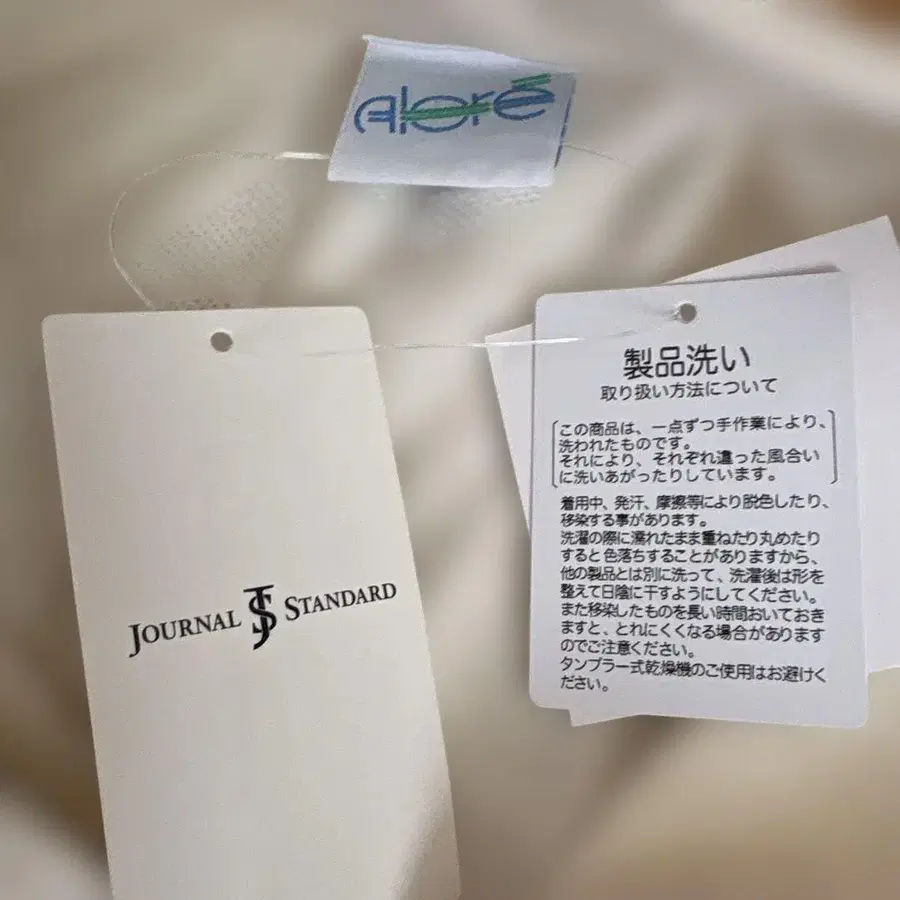 Aloré
JOURNAL JS STANDARD
製品洗い
取り扱い方法について
この商品は、一点ずつ手作業により、
洗われたものです。
それにより、それぞれ違った風合い
に洗いあがったりしています。
着用中、発汗、摩擦等により脱色したり、
移染する事があります。
洗濯の際に濡れたまま重ねたり丸めたり
すると色落ちすることがありますから、
他の製品とは別に洗って、洗濯後は形を
整えて日陰に干すようにしてください。
また移染したものを長い時間おいておき
ますと、とれにくくなる場合があります
のでご注意ください。
タンブラー式乾燥機のご使用はお避けく
ださい。